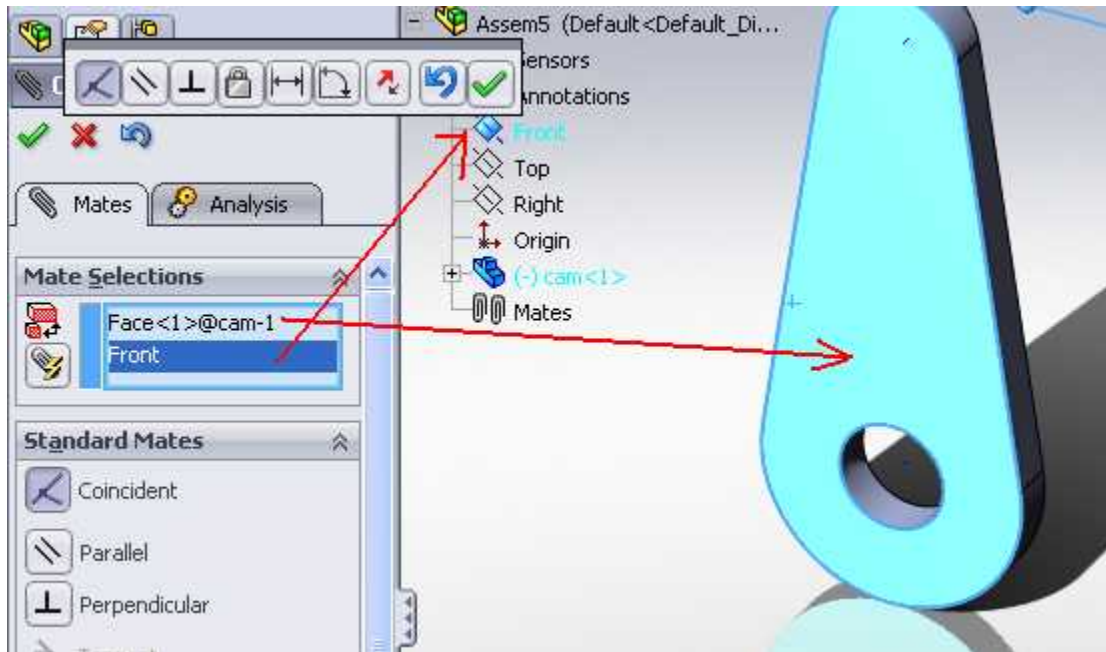 Assem5 (Default<Default_Di...
Sensors
Annotations
Front
Top
Right
Origin
(-) cam<1>
Mates
Mates
Analysis
Mate Selections
Face<1>@cam-1
Front
Standard Mates
Coincident
Parallel
Perpendicular